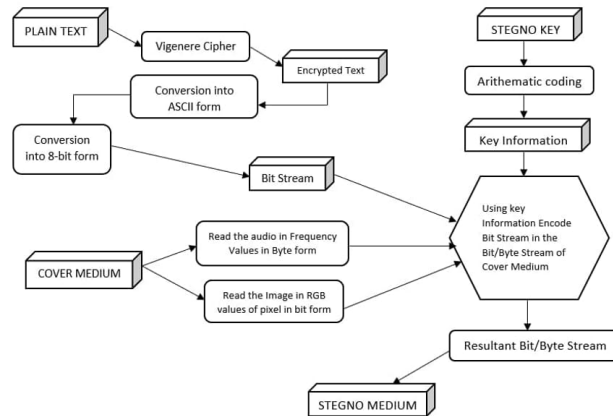 PLAIN TEXT
Vigenere Cipher
Encrypted Text
Conversion into
ASCII form
Conversion
into 8-bit form
Bit Stream
STEGNO KEY
Arithematic coding
Key Information
Using key
Information Encode
Bit Stream in the
Bit/Byte Stream of
Cover Medium
COVER MEDIUM
Read the audio in Frequency
Values in Byte form
Read the Image in RGB
values of pixel in bit form
Resultant Bit/Byte Stream
STEGNO MEDIUM